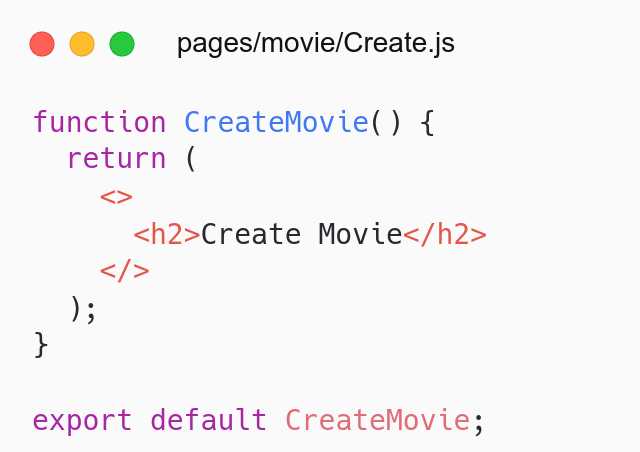 pages/movie/Create.js
function CreateMovie() {
  return (
    <>
      <h2>Create Movie</h2>
    </>
  );
}
export default CreateMovie;